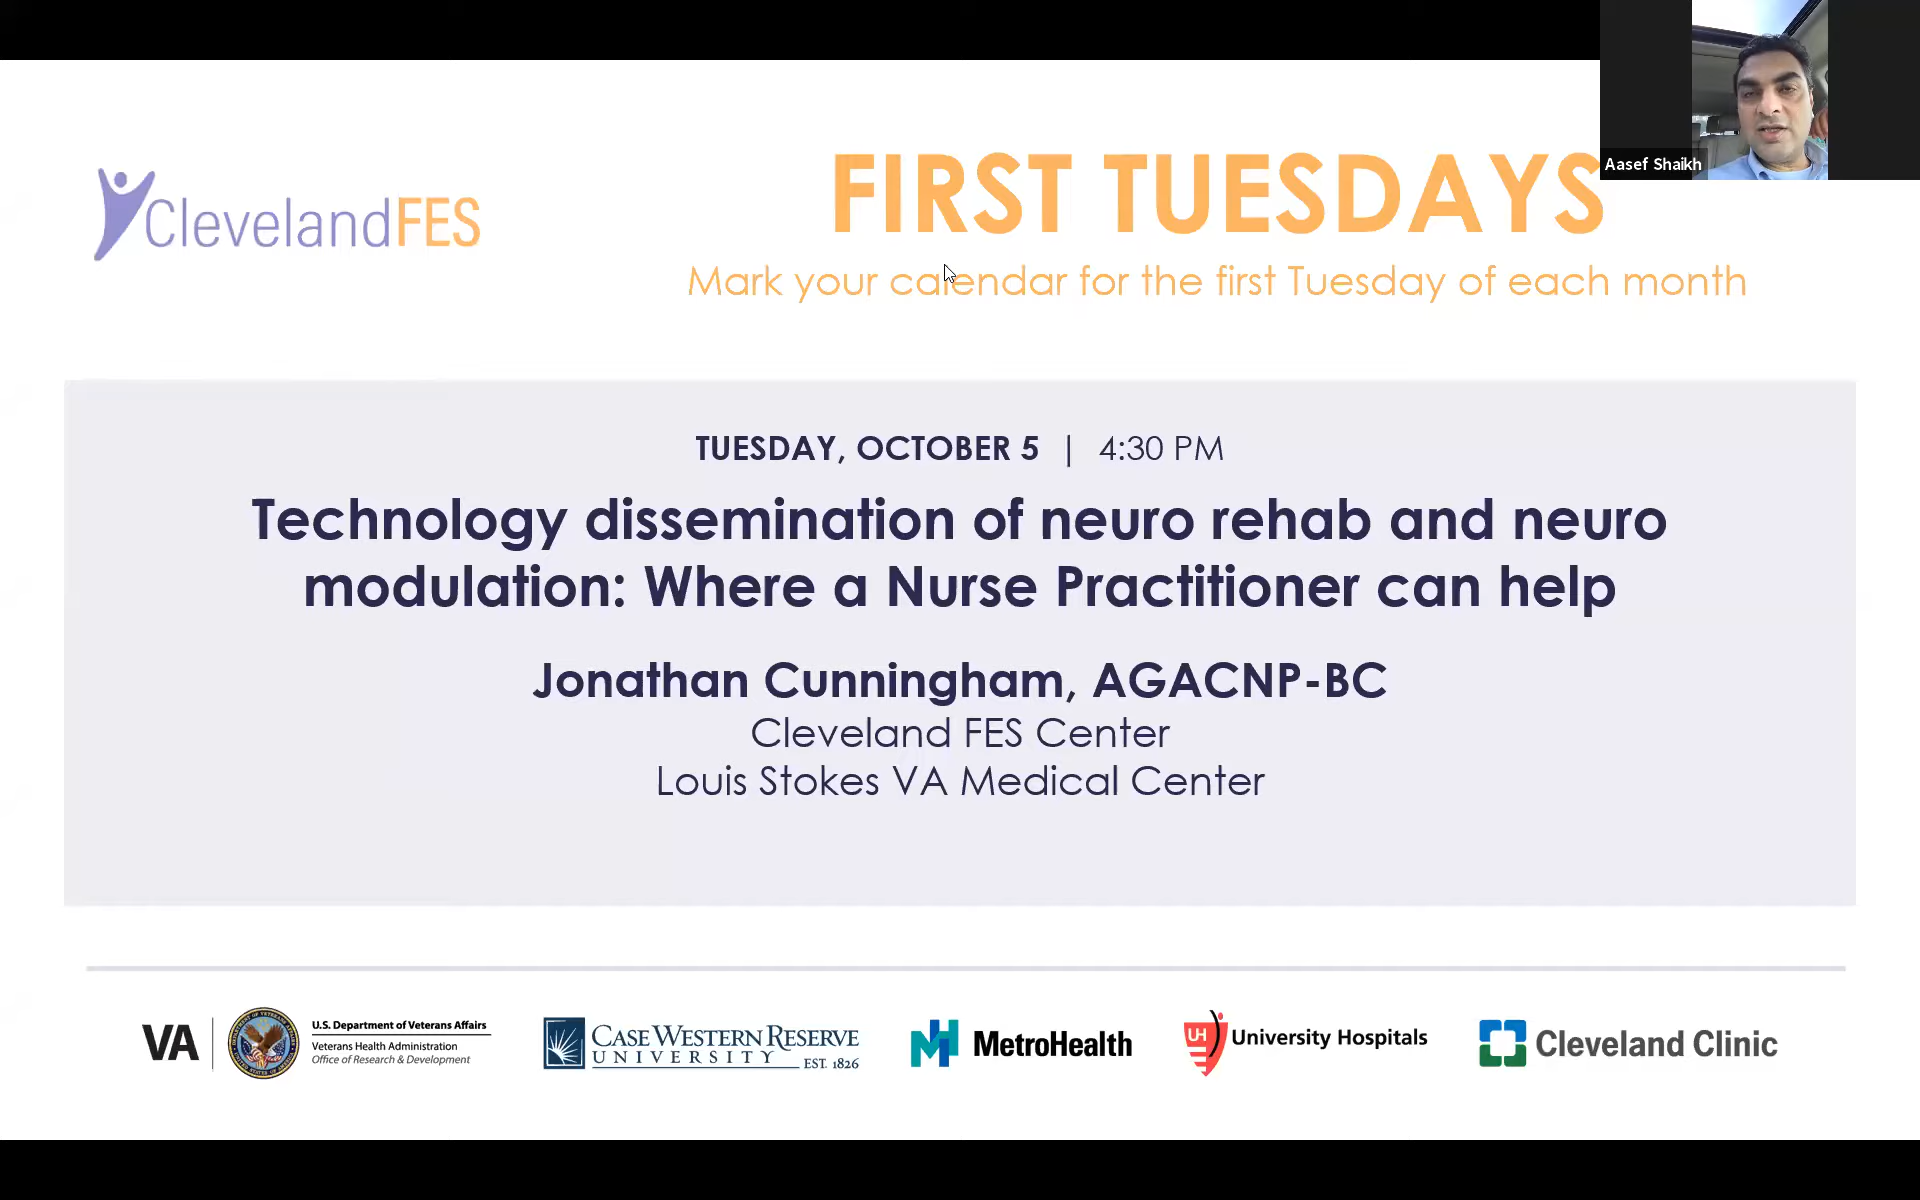 Aasef Shaikh
ClevelandFES
FIRST TUESDAYS
Mark your calendar for the first Tuesday of each month
TUESDAY, OCTOBER 5 | 4:30 PM
Technology dissemination of neuro rehab and neuro
modulation: Where a Nurse Practitioner can help
Jonathan Cunningham, AGACNP-BC
Cleveland FES Center
Louis Stokes VA Medical Center
VA
U.S. Department of Veterans Affairs
Veterans Health Administration
Office of Research & Development
CASE WESTERN RESERVE
UNIVERSITY
EST. 1826
MetroHealth
UH
University Hospitals
Cleveland Clinic